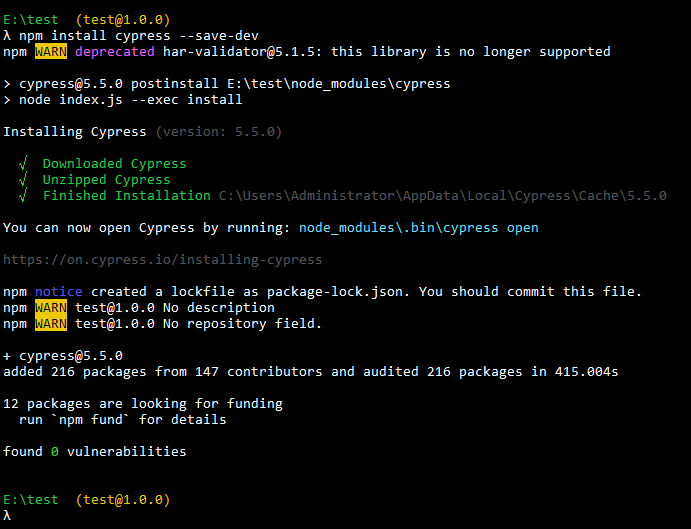 E:\test (test@1.0.0)
λ npm install cypress --save-dev
npm WARN deprecated har-validator@5.1.5: this library is no longer supported
> cypress@5.5.0 postinstall E:\test\node_modules\cypress
> node index.js --exec install
Installing Cypress (version: 5.5.0)
√ Downloaded Cypress
√ Unzipped Cypress
√ Finished Installation C:\Users\Administrator\AppData\Local\Cypress\Cache\5.5.0
You can now open Cypress by running: node_modules\.bin\cypress open
https://on.cypress.io/installing-cypress
npm notice created a lockfile as package-lock.json. You should commit this file.
npm WARN test@1.0.0 No description
npm WARN test@1.0.0 No repository field.
+ cypress@5.5.0
added 216 packages from 147 contributors and audited 216 packages in 415.004s
12 packages are looking for funding
run `npm fund` for details
found 0 vulnerabilities
E:\test (test@1.0.0)
λ